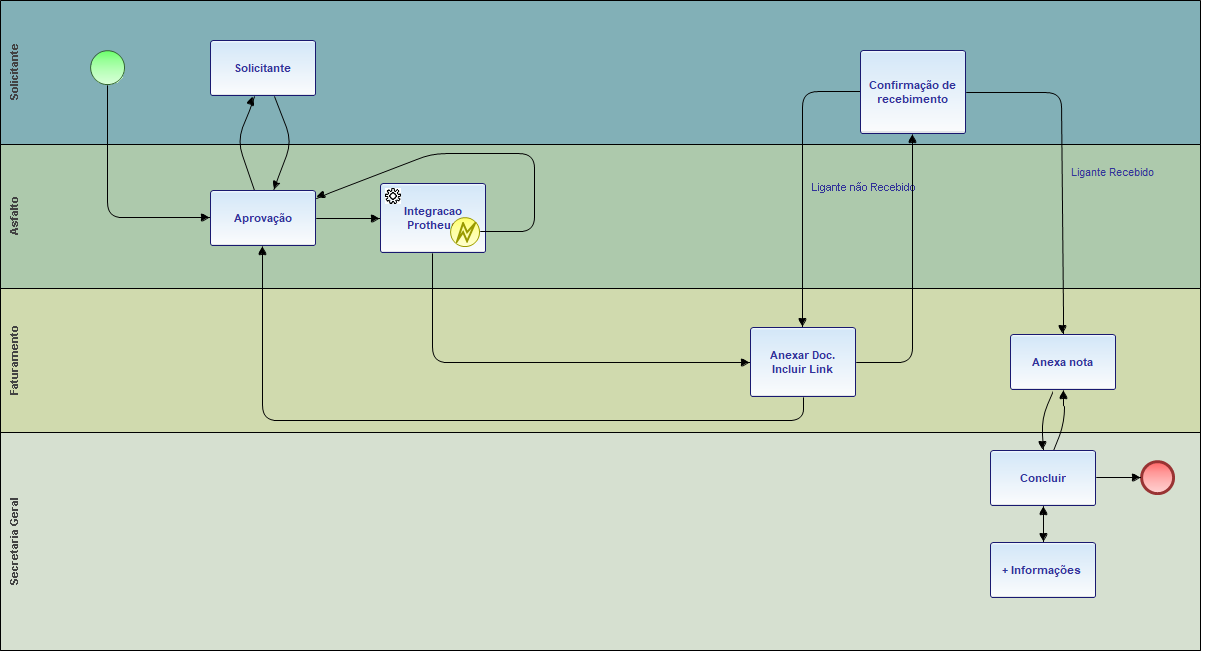 Solicitante
Solicitante
Confirmação de
recebimento
Ligante não Recebido
Ligante Recebido
Asfalto
Aprovação
Integracao
Protheu
Faturamento
Anexar Doc.
Incluir Link
Anexa nota
Secretaria Geral
Concluir
+ Informações